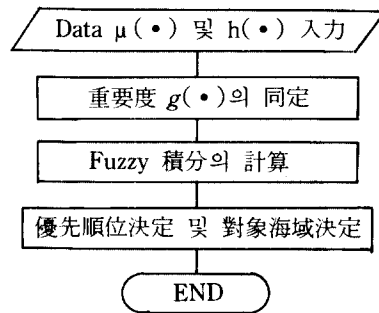 Data μ(•) 및 h(•) 入力
重要度 g(•)의 同定
Fuzzy 積分의 計算
優先順位決定 및 對象海域決定
END